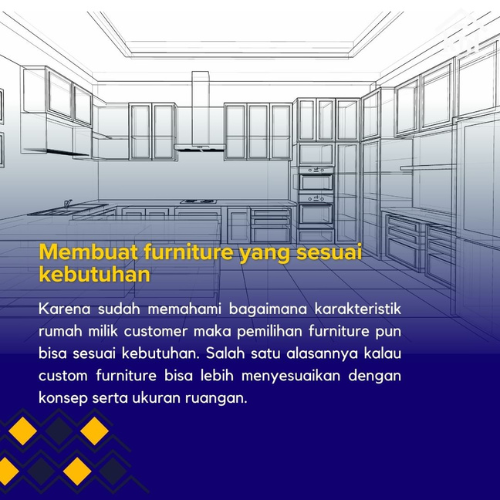 Membuat furniture yang sesuai
kebutuhan
Karena sudah memahami bagaimana karakteristik
rumah milik customer maka pemilihan furniture pun
bisa sesuai kebutuhan. Salah satu alasannya kalau
custom furniture bisa lebih menyesuaikan dengan
konsep serta ukuran ruangan.